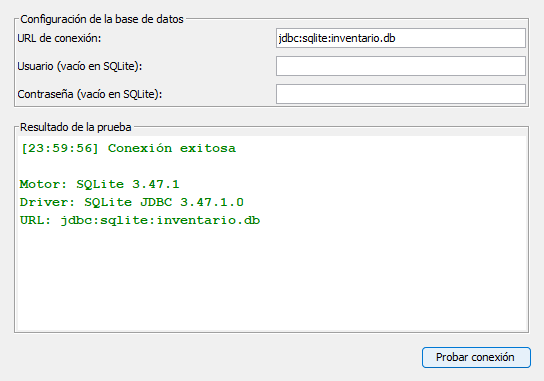 Configuración de la base de datos
URL de conexión: jdbc:sqlite:inventario.db
Usuario (vacío en SQLite):
Contraseña (vacío en SQLite):
Resultado de la prueba
[23:59:56] Conexión exitosa
Motor: SQLite 3.47.1
Driver: SQLite JDBC 3.47.1.0
URL: jdbc:sqlite:inventario.db
Probar conexión